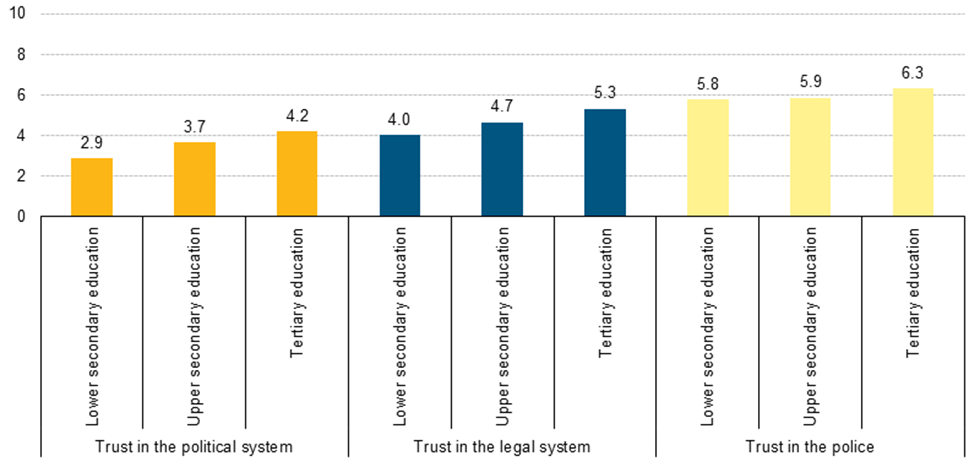 10
8
6
4
2
0
2.9
3.7
4.2
4.0
4.7
5.3
5.8
5.9
6.3
Lower secondary education
Upper secondary education
Tertiary education
Lower secondary education
Upper secondary education
Tertiary education
Lower secondary education
Upper secondary education
Tertiary education
Trust in the political system
Trust in the legal system
Trust in the police